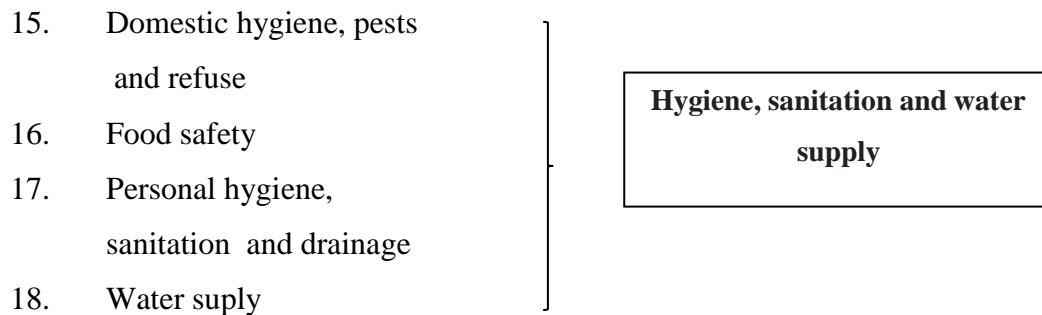 15. Domestic hygiene, pests
and refuse
16. Food safety
17. Personal hygiene,
sanitation and drainage
18. Water suply
Hygiene, sanitation and water
supply